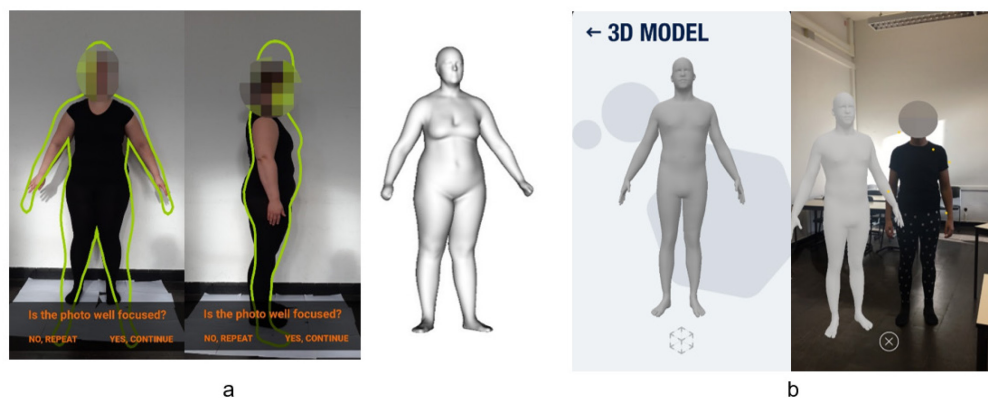 Is the photo well focused?
NO, REPEAT YES, CONTINUE
Is the photo well focused?
NO, REPEAT YES, CONTINUE
← 3D MODEL
a
b